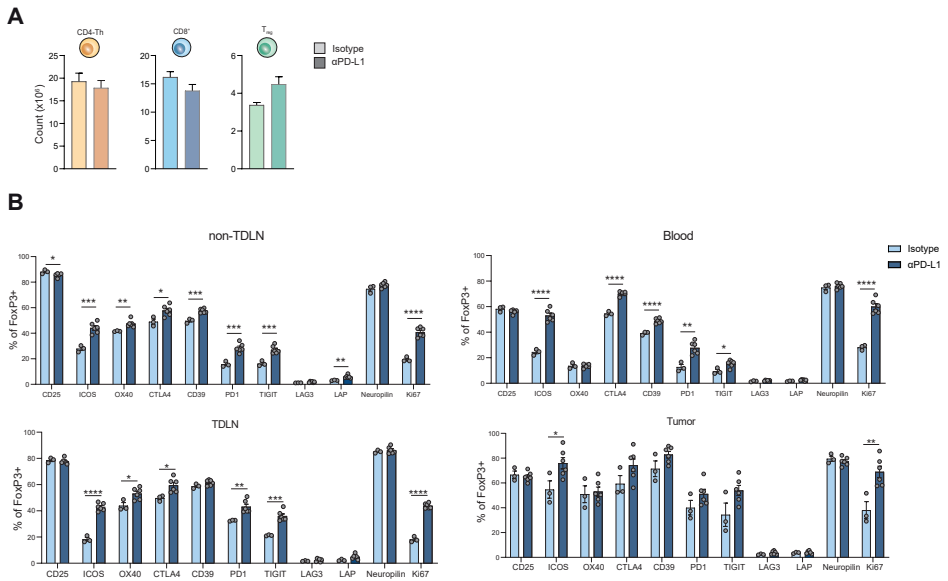 A
CD4-Th
CD8+
Treg
Isotype
αPD-L1
Count (x10⁶)
25
20
15
10
5
0
20
15
10
5
0
6
4
2
0
B
non-TDLN
% of FoxP3+
100
80
60
40
20
0
* *** ** * *** *** *** ** ****
CD25 ICOS OX40 CTLA4 CD39 PD1 TIGIT LAG3 LAP Neuropilin Ki67
Blood
Isotype
αPD-L1
% of FoxP3+
100
80
60
40
20
0
**** **** **** ** * ****
CD25 ICOS OX40 CTLA4 CD39 PD1 TIGIT LAG3 LAP Neuropilin Ki67
TDLN
% of FoxP3+
100
80
60
40
20
0
**** * * ** *** ****
CD25 ICOS OX40 CTLA4 CD39 PD1 TIGIT LAG3 LAP Neuropilin Ki67
Tumor
% of FoxP3+
100
80
60
40
20
0
* **
CD25 ICOS OX40 CTLA4 CD39 PD1 TIGIT LAG3 LAP Neuropilin Ki67